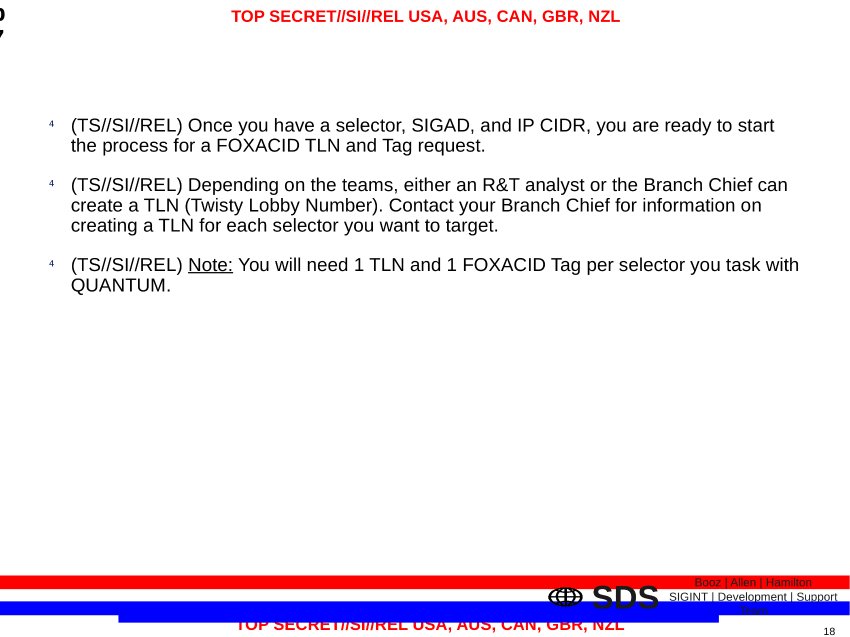 TOP SECRET//SI//REL USA, AUS, CAN, GBR, NZL
4 (TS//SI//REL) Once you have a selector, SIGAD, and IP CIDR, you are ready to start
the process for a FOXACID TLN and Tag request.
4 (TS//SI//REL) Depending on the teams, either an R&T analyst or the Branch Chief can
create a TLN (Twisty Lobby Number). Contact your Branch Chief for information on
creating a TLN for each selector you want to target.
4 (TS//SI//REL) Note: You will need 1 TLN and 1 FOXACID Tag per selector you task with
QUANTUM.
Booz | Allen | Hamilton
SDS
SIGINT | Development | Support
TOP SECRET//SI//REL USA, AUS, CAN, GBR, NZL
18